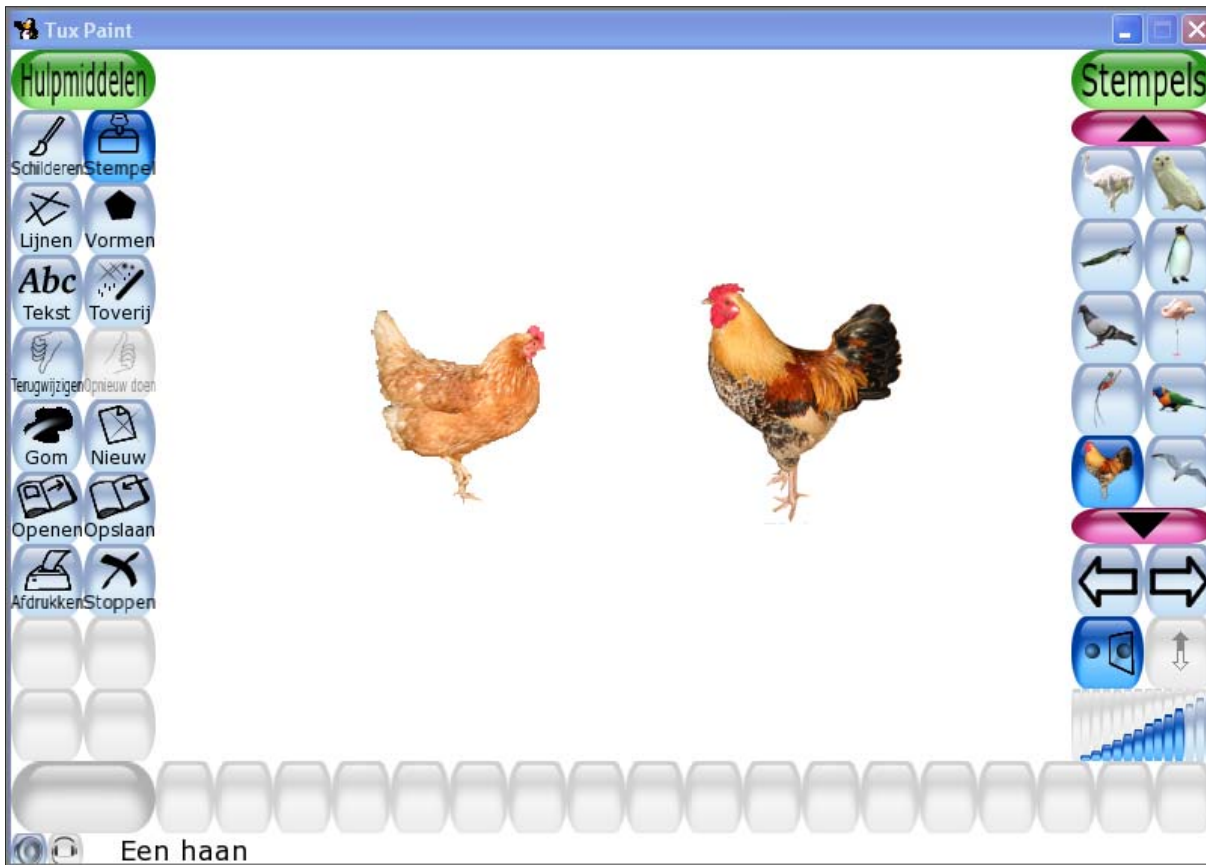 Tux Paint
Hulpmiddelen
Stempels
Schilderen Stempel
Lijnen Vormen
Abc
Tekst Toverij
Terugwijzigen Opnieuw doen
Gom Nieuw
Openen Opslaan
Afdrukken Stoppen
Een haan